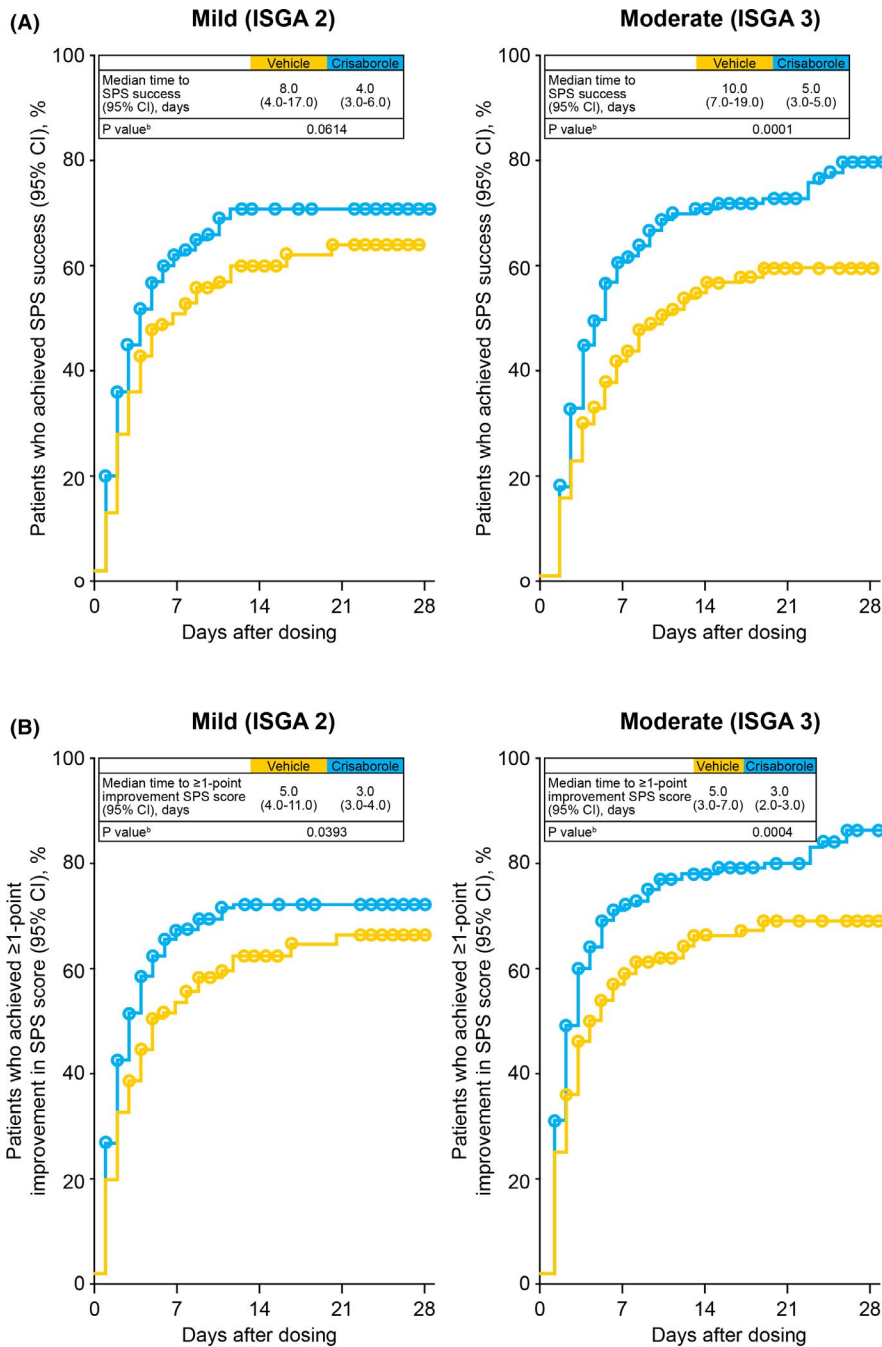 (A)
Mild (ISGA 2)
Moderate (ISGA 3)
Patients who achieved SPS success (95% CI), %
100
80
60
40
20
o
Vehicle Crisaborole
Median time to
SPS success
(95% CI), days
8.0
(4.0-17.0)
4.0
(3.0-6.0)
P valueᵇ 0.0614
0 7 14 21 28
Days after dosing
Patients who achieved SPS success (95% CI), %
100
80
60
40
20
o
Vehicle Crisaborole
Median time to
SPS success
(95% CI), days
10.0
(7.0-19.0)
5.0
(3.0-5.0)
P valueᵇ 0.0001
0 7 14 21 28
Days after dosing
(B)
Mild (ISGA 2)
Moderate (ISGA 3)
Patients who achieved ≥1-point
improvement in SPS score (95% CI), %
100
80
60
40
20
0
Vehicle Crisaborole
Median time to ≥1-point
improvement SPS score
(95% CI), days
5.0
(4.0-11.0)
3.0
(3.0-4.0)
P valueᵇ 0.0393
0 7 14 21 28
Days after dosing
Patients who achieved ≥1-point
improvement in SPS score (95% CI), %
100
80
60
40
20
0
Vehicle Crisaborole
Median time to ≥1-point
improvement SPS score
(95% CI), days
5.0
(3.0-7.0)
3.0
(2.0-3.0)
P valueᵇ 0.0004
0 7 14 21 28
Days after dosing